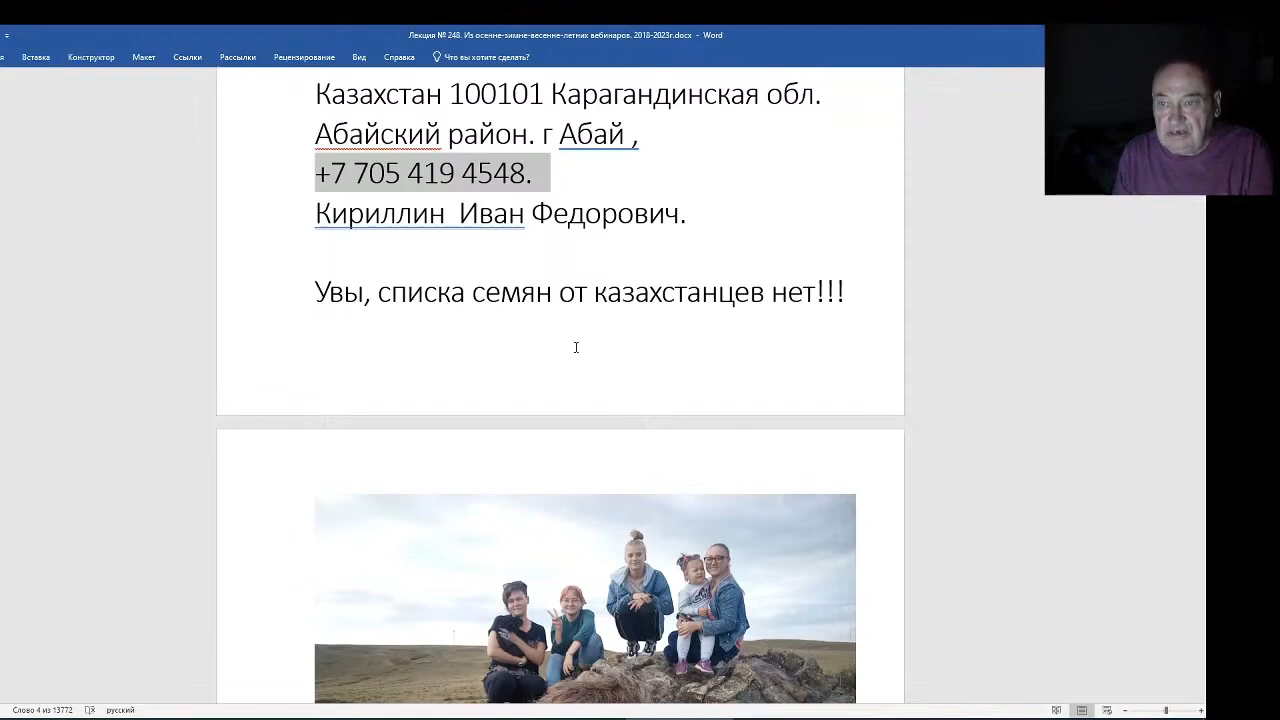 Лекция № 248. Из осенне-зимне-весенне-летних вебинаров. 2018-2023г.docx - Word
Вставка Конструктор Макет Ссылки Рассылки Рецензирование Вид Справка Что вы хотите сделать?
Казахстан 100101 Карагандинская обл.
Абайский район. г Абай ,
+7 705 419 4548.
Кириллин Иван Федорович.
Увы, списка семян от казахстанцев нет!!!
Слово 4 из 13772 русский